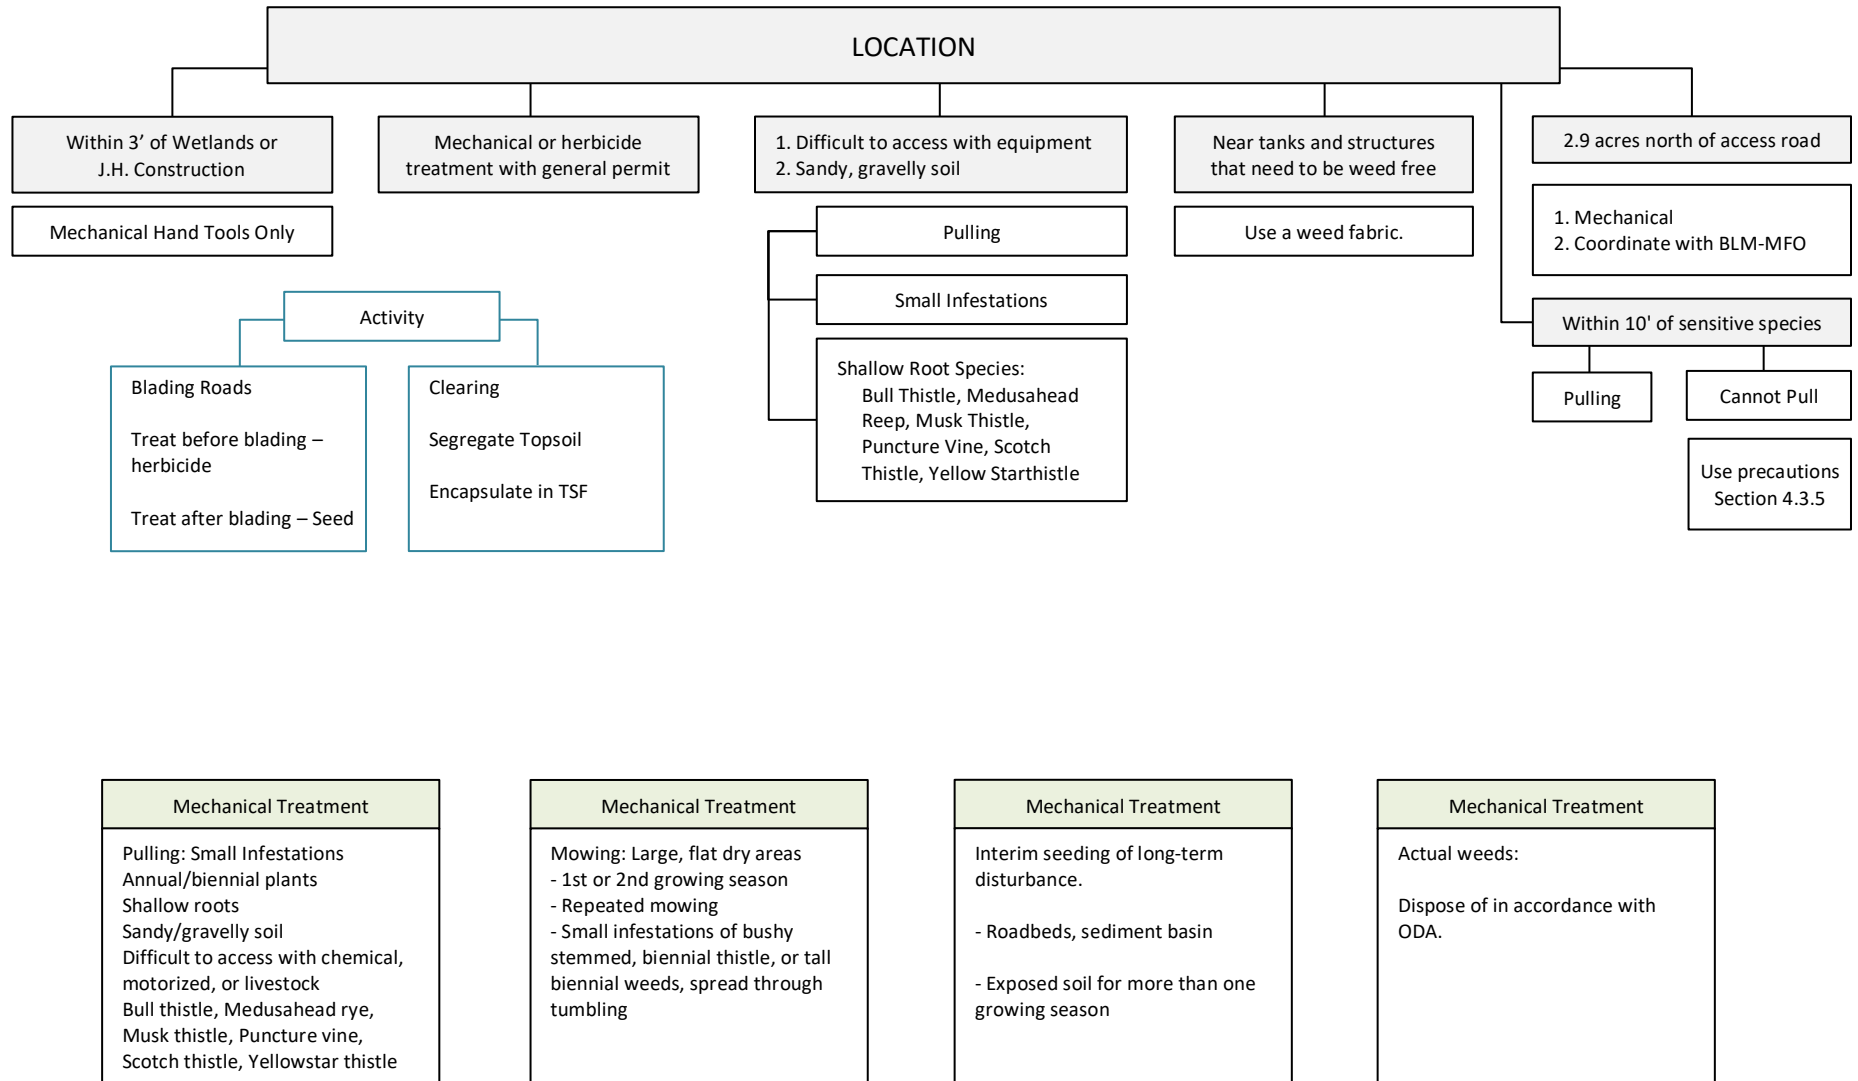 LOCATION
Within 3’ of Wetlands or
J.H. Construction
Mechanical Hand Tools Only
Mechanical or herbicide
treatment with general permit
1. Difficult to access with equipment
2. Sandy, gravelly soil
Pulling
Small Infestations
Shallow Root Species:
Bull Thistle, Medusahead
Reep, Musk Thistle,
Puncture Vine, Scotch
Thistle, Yellow Starthistle
Near tanks and structures
that need to be weed free
Use a weed fabric.
2.9 acres north of access road
1. Mechanical
2. Coordinate with BLM-MFO
Within 10' of sensitive species
Pulling
Cannot Pull
Use precautions
Section 4.3.5
Activity
Blading Roads
Treat before blading –
herbicide
Treat after blading – Seed
Clearing
Segregate Topsoil
Encapsulate in TSF
Mechanical Treatment
Pulling: Small Infestations
Annual/biennial plants
Shallow roots
Sandy/gravelly soil
Difficult to access with chemical,
motorized, or livestock
Bull thistle, Medusahead rye,
Musk thistle, Puncture vine,
Scotch thistle, Yellowstar thistle
Mechanical Treatment
Mowing: Large, flat dry areas
- 1st or 2nd growing season
- Repeated mowing
- Small infestations of bushy
stemmed, biennial thistle, or tall
biennial weeds, spread through
tumbling
Mechanical Treatment
Interim seeding of long-term
disturbance.
- Roadbeds, sediment basin
- Exposed soil for more than one
growing season
Mechanical Treatment
Actual weeds:
Dispose of in accordance with
ODA.